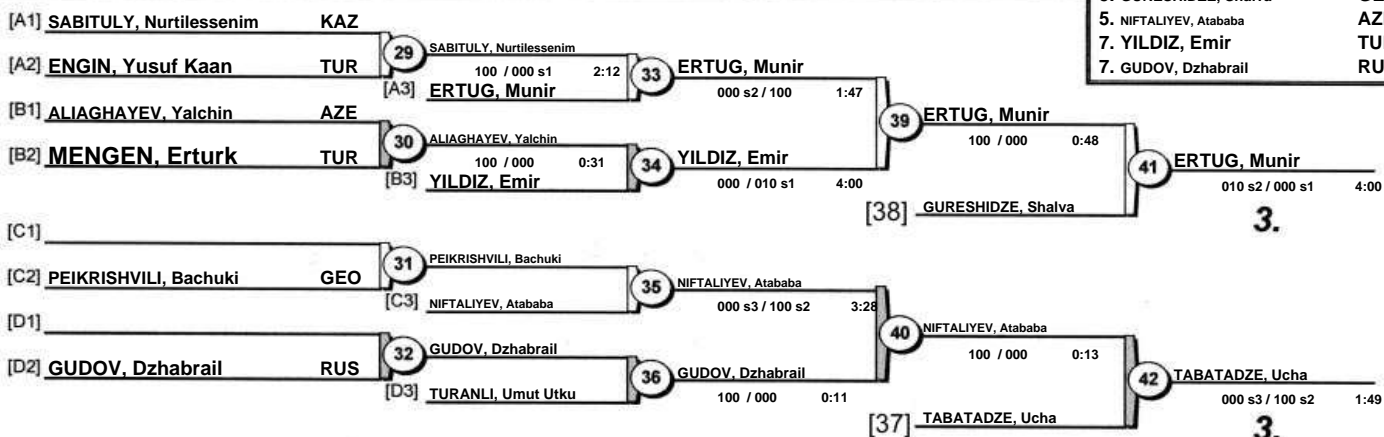 5. NIFTALIYEV, Atababa
7. YILDIZ, Emir
7. GUDOV, Dzhabrail RUS
[A1] SABITULY, Nurtilessenim KAZ
29 SABITULY, Nurtilessenim
[A2] ENGIN, Yusuf Kaan TUR
100 / 000 s1 2:12 33 ERTUG, Munir
[A3] ERTUG, Munir 000 s2 / 100 1:47
[B1] ALIAGHAYEV, Yalchin AZE
39 ERTUG, Munir
30 ALIAGHAYEV, Yalchin 100 / 000 0:48
[B2] MENGEN, Erturk TUR
100 / 000 0:31 34 YILDIZ, Emir
[B3] YILDIZ, Emir 000 / 010 s1 4:00
41 ERTUG, Munir
010 s2 / 000 s1 4:00
[38] GURESHIDZE, Shalva
3.
[C1]
31 PEIKRISHVILI, Bachuki
[C2] PEIKRISHVILI, Bachuki GEO
35 NIFTALIYEV, Atababa
[C3] NIFTALIYEV, Atababa 000 s3 / 100 s2 3:28
[D1]
40 NIFTALIYEV, Atababa
32 GUDOV, Dzhabrail 100 / 000 0:13
[D2] GUDOV, Dzhabrail RUS
36 GUDOV, Dzhabrail
42 TABATADZE, Ucha
[D3] TURANLI, Umut Utku 100 / 000 0:11
000 s3 / 100 s2 1:49
[37] TABATADZE, Ucha
3.